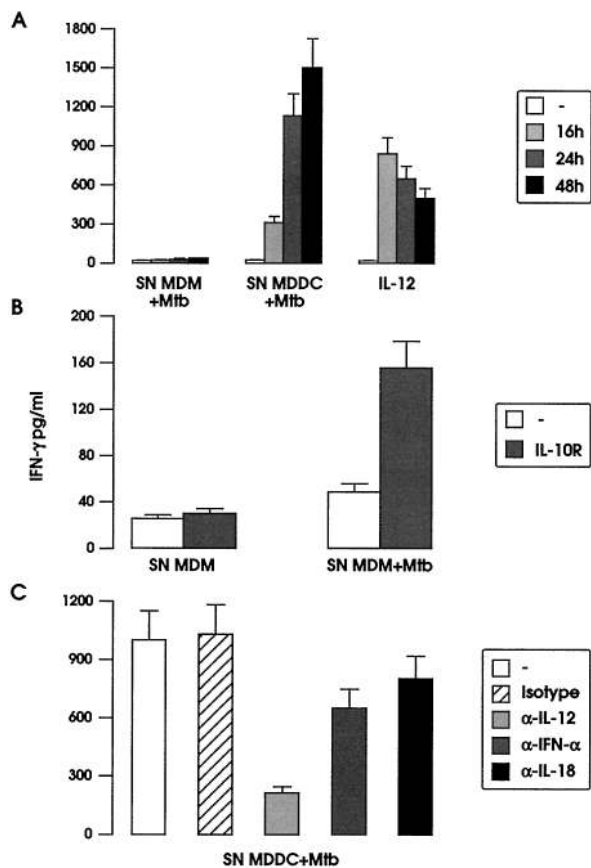 A
1800
1500
1200
900
600
300
0
SN MDM
+Mtb
SN MDDC
+Mtb
IL-12
-
16h
24h
48h
B
IFN-γ pg/ml
200
160
120
80
40
0
SN MDM
SN MDM+Mtb
-
IL-10R
C
1200
900
600
300
0
SN MDDC+Mtb
-
Isotype
α-IL-12
α-IFN-α
α-IL-18